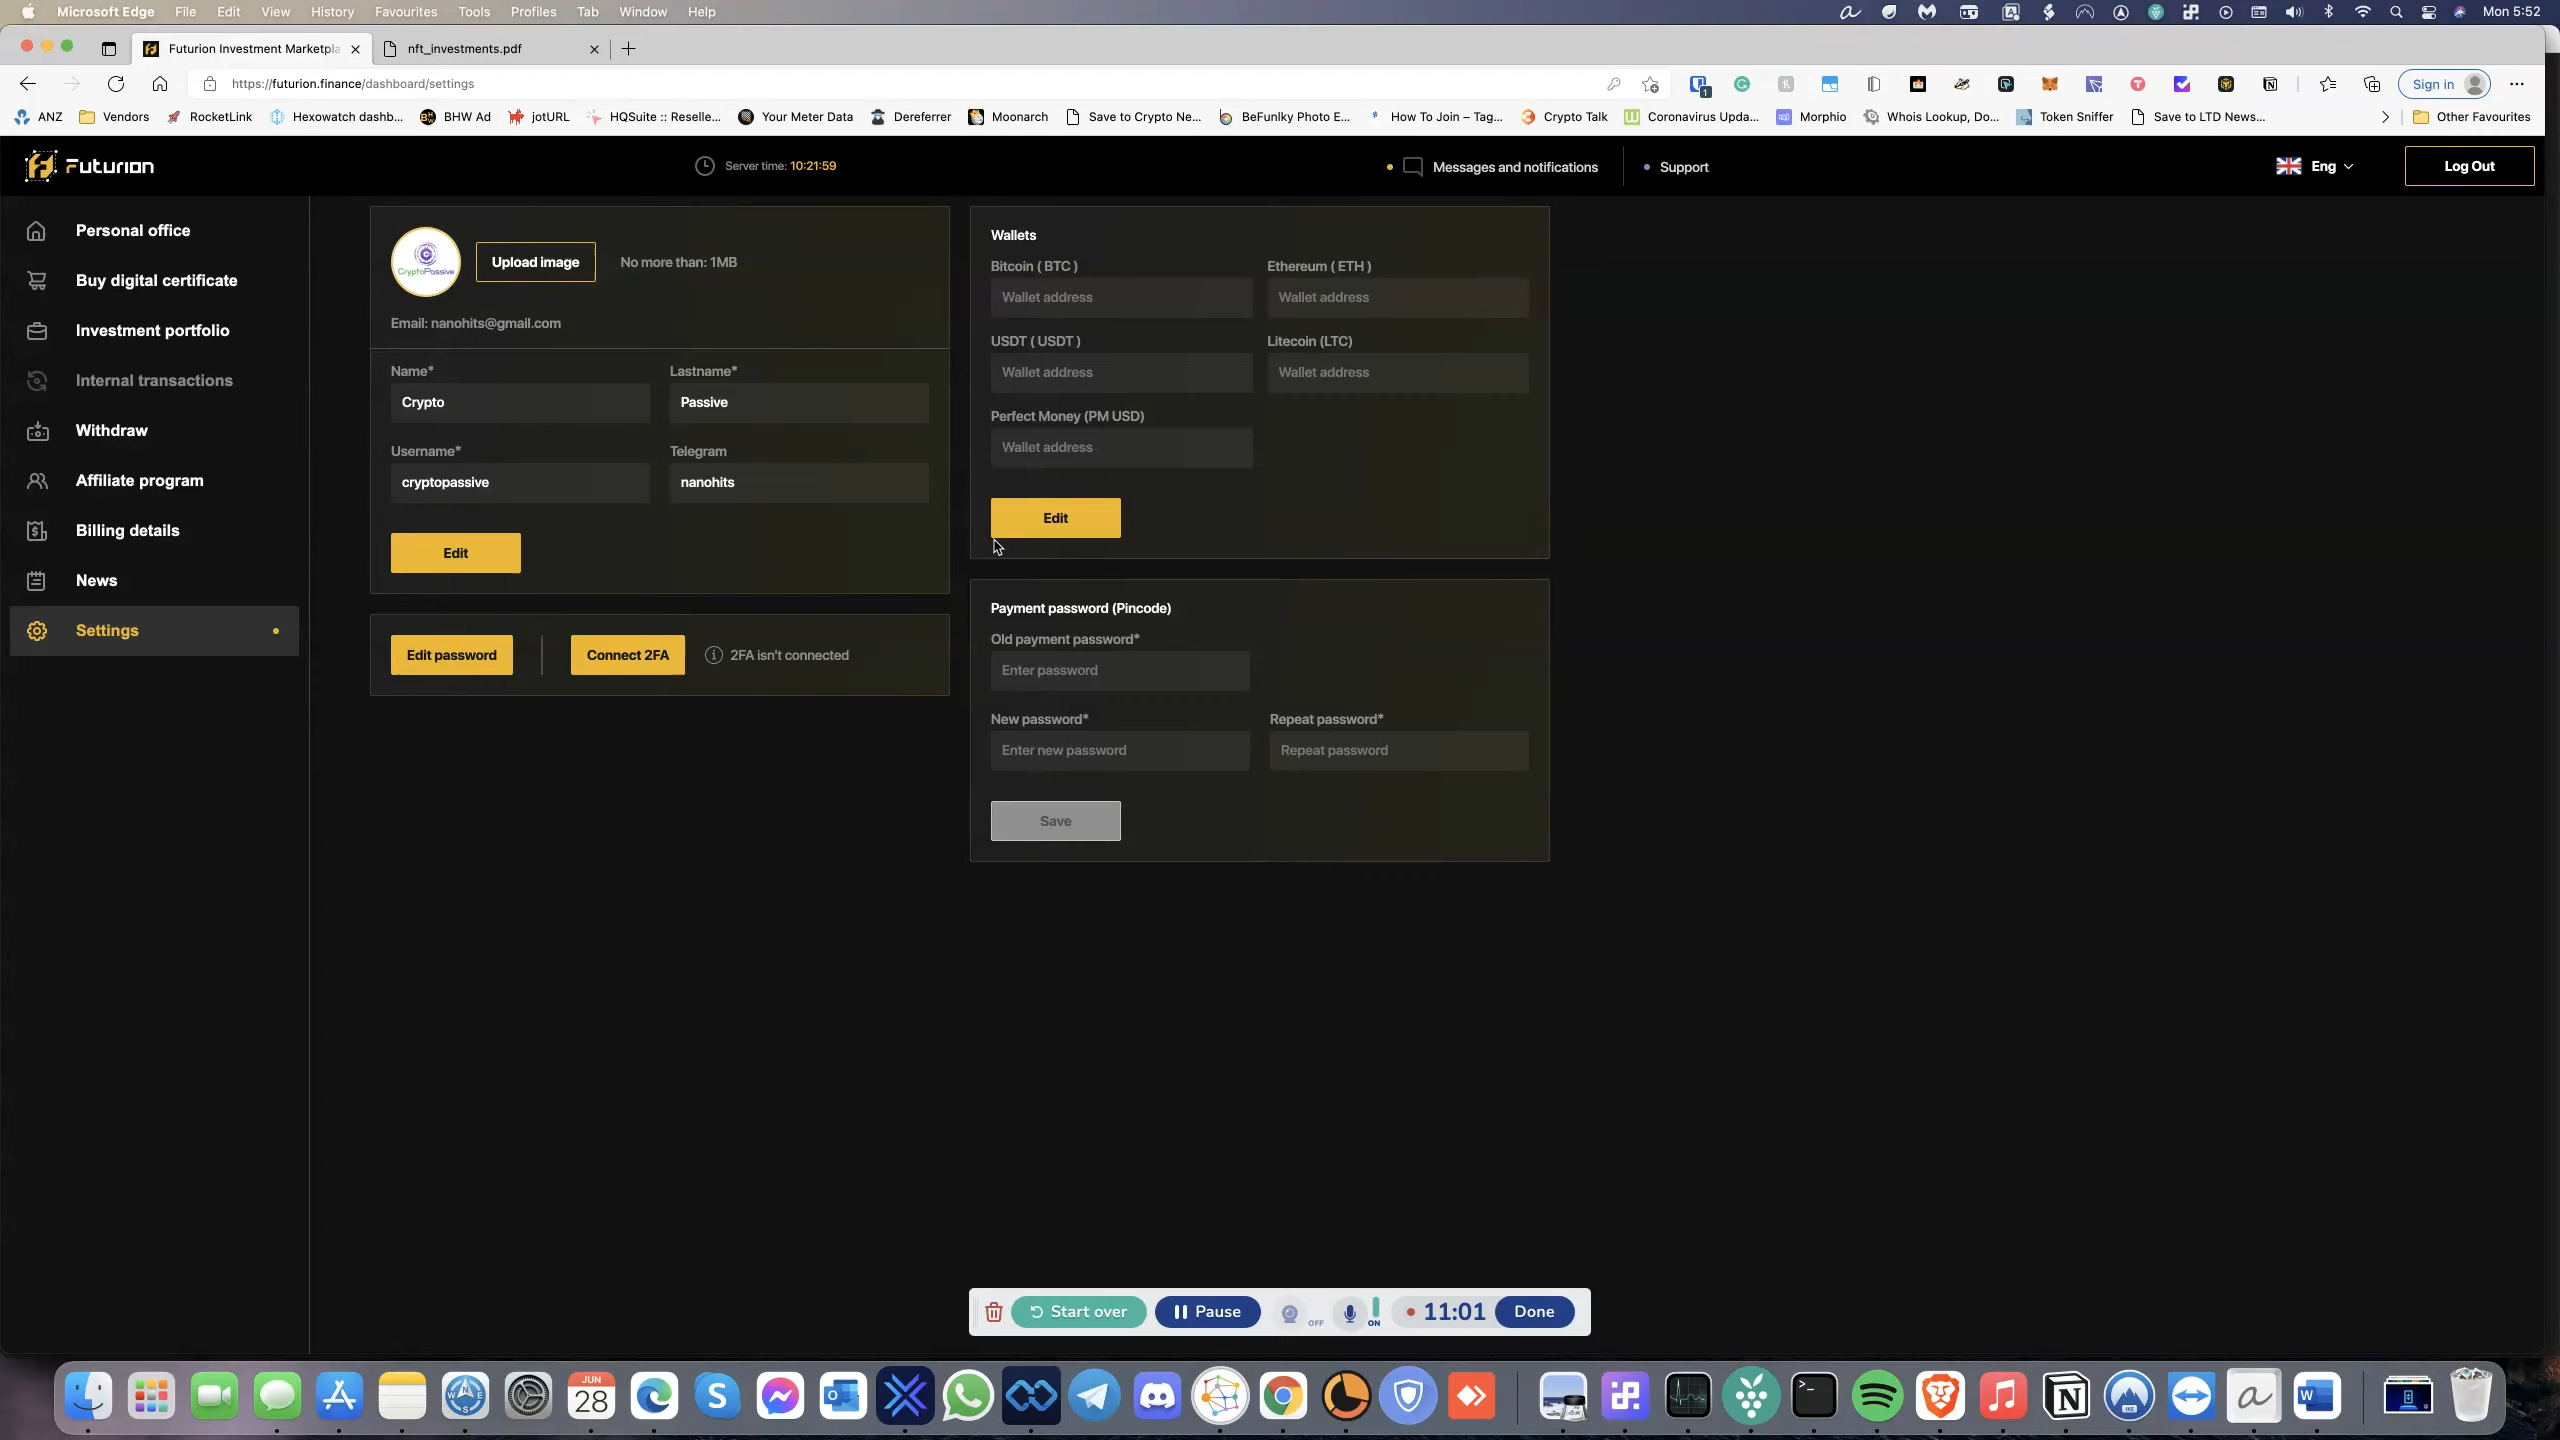 Microsoft Edge File Edit View History Favourites Tools Profiles Tab Window Help Mon 5:52
Futurion Investment Marketpla nft_investments.pdf
https://futurion.finance/dashboard/settings Sign in
ANZ Vendors RocketLink Hexowatch dashb... BHW Ad jotURL HQSuite :: Reselle... Your Meter Data Dereferrer Moonarch Save to Crypto Ne... BeFunlky Photo E... How To Join – Tag... Crypto Talk Coronavirus Upda... Morphio Whois Lookup, Do... Token Sniffer Save to LTD News... Other Favourites
Futurion Server time: 10:21:59 Messages and notifications Support Eng Log Out
Personal office
Buy digital certificate
Investment portfolio
Internal transactions
Withdraw
Affiliate program
Billing details
News
Settings
CryptoPassive
Upload image No more than: 1MB
Email: nanohits@gmail.com
Name* Lastname*
Crypto Passive
Username* Telegram
cryptopassive nanohits
Edit
Edit password Connect 2FA 2FA isn't connected
Wallets
Bitcoin ( BTC ) Ethereum ( ETH )
Wallet address Wallet address
USDT ( USDT ) Litecoin (LTC)
Wallet address Wallet address
Perfect Money (PM USD)
Wallet address
Edit
Payment password (Pincode)
Old payment password*
Enter password
New password* Repeat password*
Enter new password Repeat password
Save
Start over Pause OFF ON 11:01 Done
JUN
28